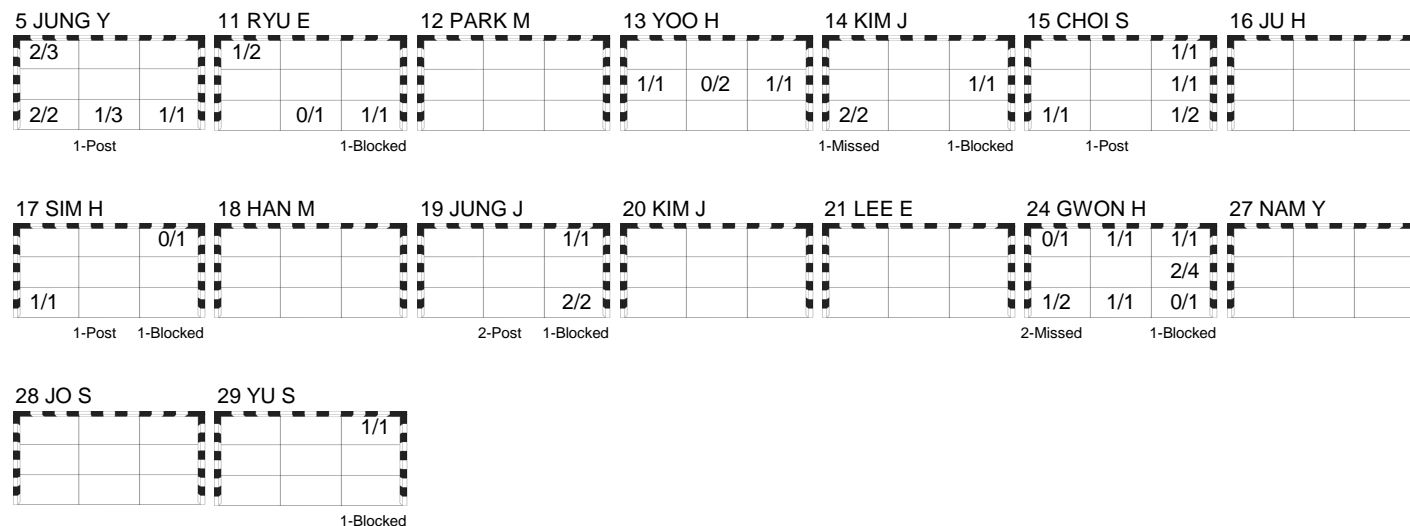 5 JUNG Y 11 RYU E 12 PARK M 13 YOO H 14 KIM J 15 CHOI S 16 JU H
2/3 1/2 1/1
1/1 0/2 1/1 1/1 1/1
2/2 1/3 1/1 0/1 1/1 2/2 1/1 1/2
1-Post 1-Blocked 1-Missed 1-Blocked 1-Post
17 SIM H 18 HAN M 19 JUNG J 20 KIM J 21 LEE E 24 GWON H 27 NAM Y
0/1 1/1 0/1 1/1 1/1
2/4
1/1 2/2 1/2 1/1 0/1
1-Post 1-Blocked 2-Post 1-Blocked 2-Missed 1-Blocked
28 JO S 29 YU S
1/1
1-Blocked